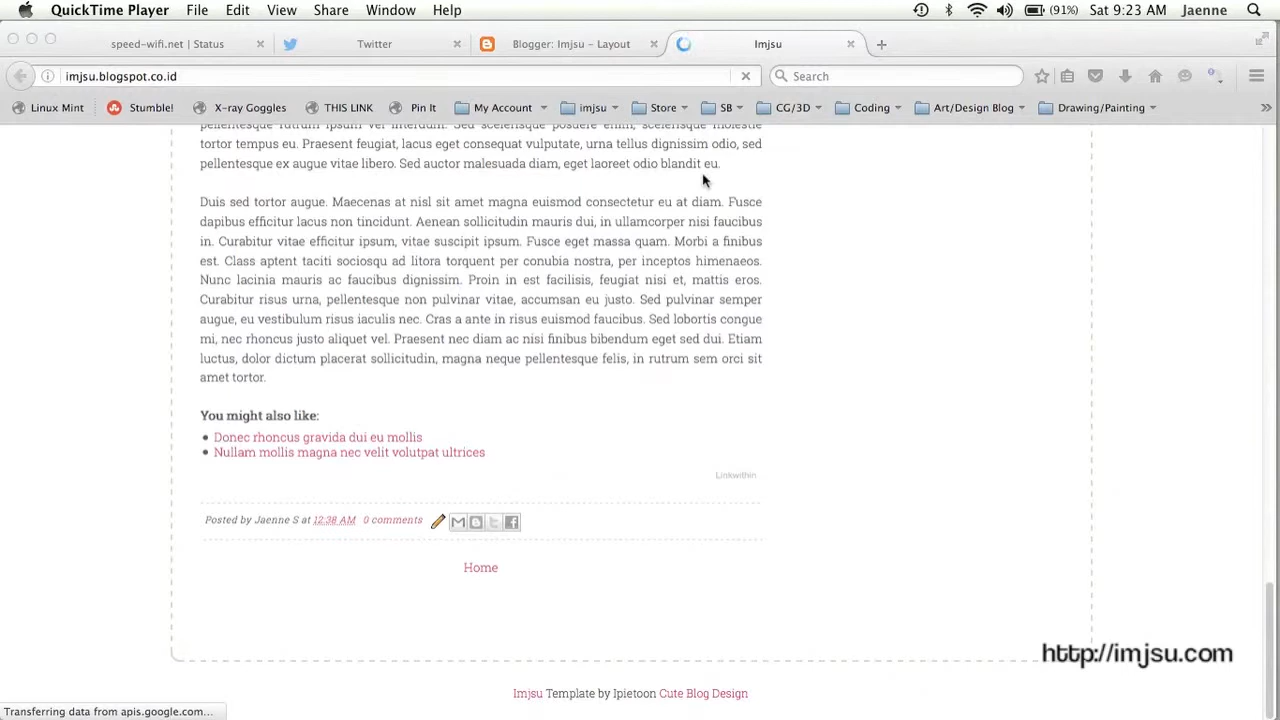 QuickTime Player File Edit View Share Window Help (91%) Sat 9:23 AM Jaenne
speed-wifi.net | Status Twitter Blogger: Imjsu - Layout Imjsu
imjsu.blogspot.co.id Search
Linux Mint Stumble! X-ray Goggles THIS LINK Pin It My Account imjsu Store SB CG/3D Coding Art/Design Blog Drawing/Painting
pellentesque rutrum ipsum vel interdum. Sed scelerisque posuere enim, scelerisque molestie
tortor tempus eu. Praesent feugiat, lacus eget consequat vulputate, urna tellus dignissim odio, sed
pellentesque ex augue vitae libero. Sed auctor malesuada diam, eget laoreet odio blandit eu.
Duis sed tortor augue. Maecenas at nisl sit amet magna euismod consectetur eu at diam. Fusce
dapibus efficitur lacus non tincidunt. Aenean sollicitudin mauris dui, in ullamcorper nisi faucibus
in. Curabitur vitae efficitur ipsum, vitae suscipit ipsum. Fusce eget massa quam. Morbi a finibus
est. Class aptent taciti sociosqu ad litora torquent per conubia nostra, per inceptos himenaeos.
Nunc lacinia mauris ac faucibus dignissim. Proin in est facilisis, feugiat nisi et, mattis eros.
Curabitur risus urna, pellentesque non pulvinar vitae, accumsan eu justo. Sed pulvinar semper
augue, eu vestibulum risus iaculis nec. Cras a ante in risus euismod faucibus. Sed lobortis congue
mi, nec rhoncus justo aliquet vel. Praesent nec diam ac nisi finibus bibendum eget sed dui. Etiam
luctus, dolor dictum placerat sollicitudin, magna neque pellentesque felis, in rutrum sem orci sit
amet tortor.
You might also like:
Donec rhoncus gravida dui eu mollis
Nullam mollis magna nec velit volutpat ultrices
Linkwithin
Posted by Jaenne S at 12:38 AM 0 comments
Home
http://imjsu.com
Imjsu Template by Ipietoon Cute Blog Design
Transferring data from apis.google.com...